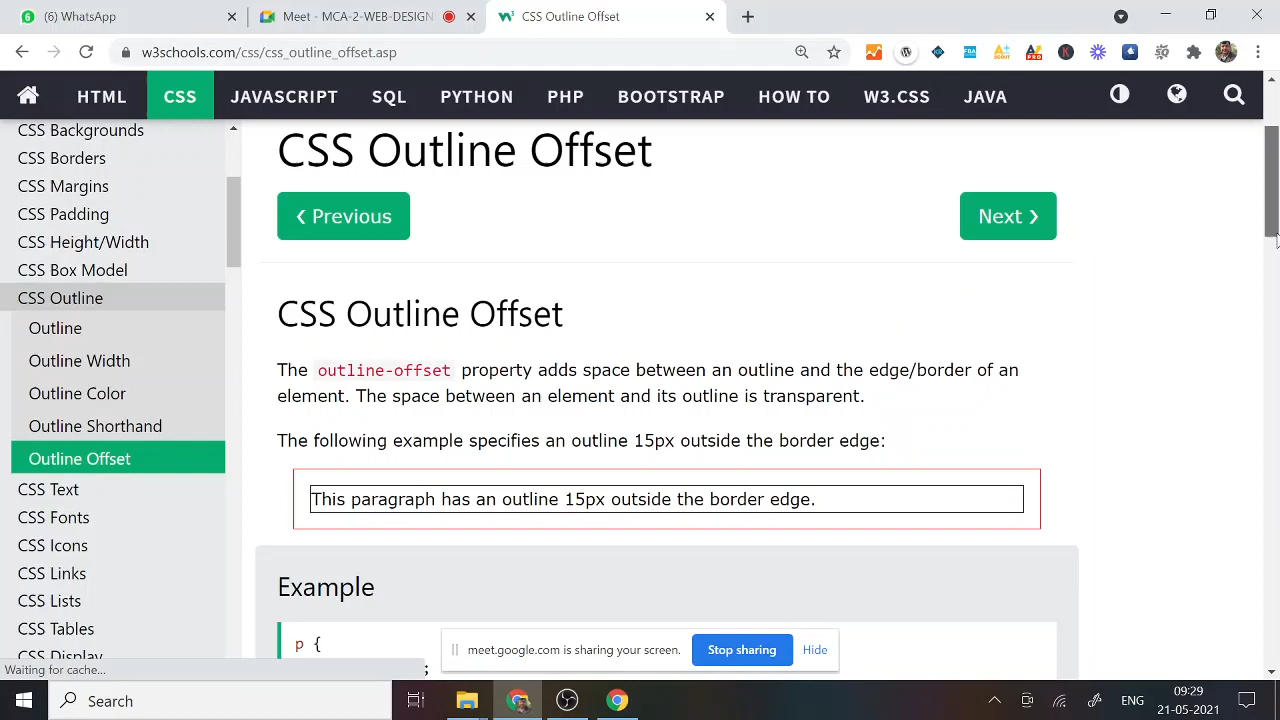 (6) WhatsApp
Meet - MCA-2-WEB-DESIGN
CSS Outline Offset
w3schools.com/css/css_outline_offset.asp
HTML
CSS
JAVASCRIPT
SQL
PYTHON
PHP
BOOTSTRAP
HOW TO
W3.CSS
JAVA
CSS Backgrounds
CSS Borders
CSS Margins
CSS Padding
CSS Height/Width
CSS Box Model
CSS Outline
Outline
Outline Width
Outline Color
Outline Shorthand
Outline Offset
CSS Text
CSS Fonts
CSS Icons
CSS Links
CSS Lists
CSS Tables
CSS Display
Waiting for cache...
CSS Outline Offset
❮ Previous
Next ❯
CSS Outline Offset
The outline-offset property adds space between an outline and the edge/border of an
element. The space between an element and its outline is transparent.
The following example specifies an outline 15px outside the border edge:
This paragraph has an outline 15px outside the border edge.
Example
p {
;
meet.google.com is sharing your screen.
Stop sharing
Hide
Search
ENG
09:29
21-05-2021